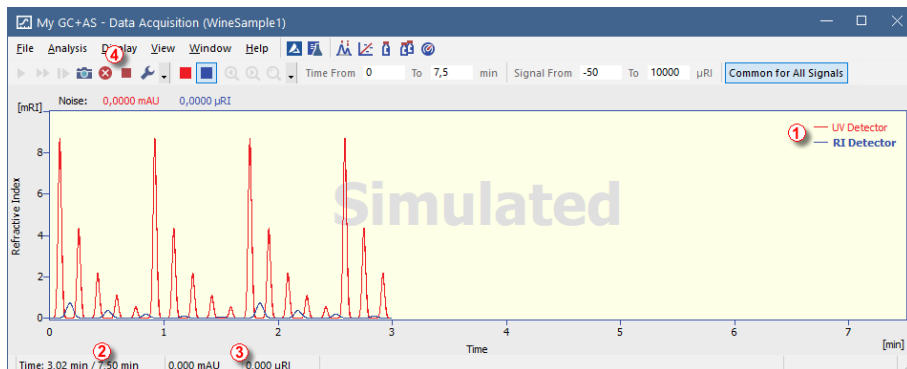 My GC+AS - Data Acquisition (WineSample1)
File Analysis Display View Window Help
4
Time From 0 To 7,5 min Signal From -50 To 10000 µRI Common for All Signals
[mRI] Noise: 0,0000 mAU 0,0000 µRI
1 UV Detector
RI Detector
8
6
4
2
0
Refractive Index
Simulated
0 1 2 3 4 5 6 7
Time [min]
2 3
Time: 3.02 min / 7.50 min 0.000 mAU 0.000 µRI